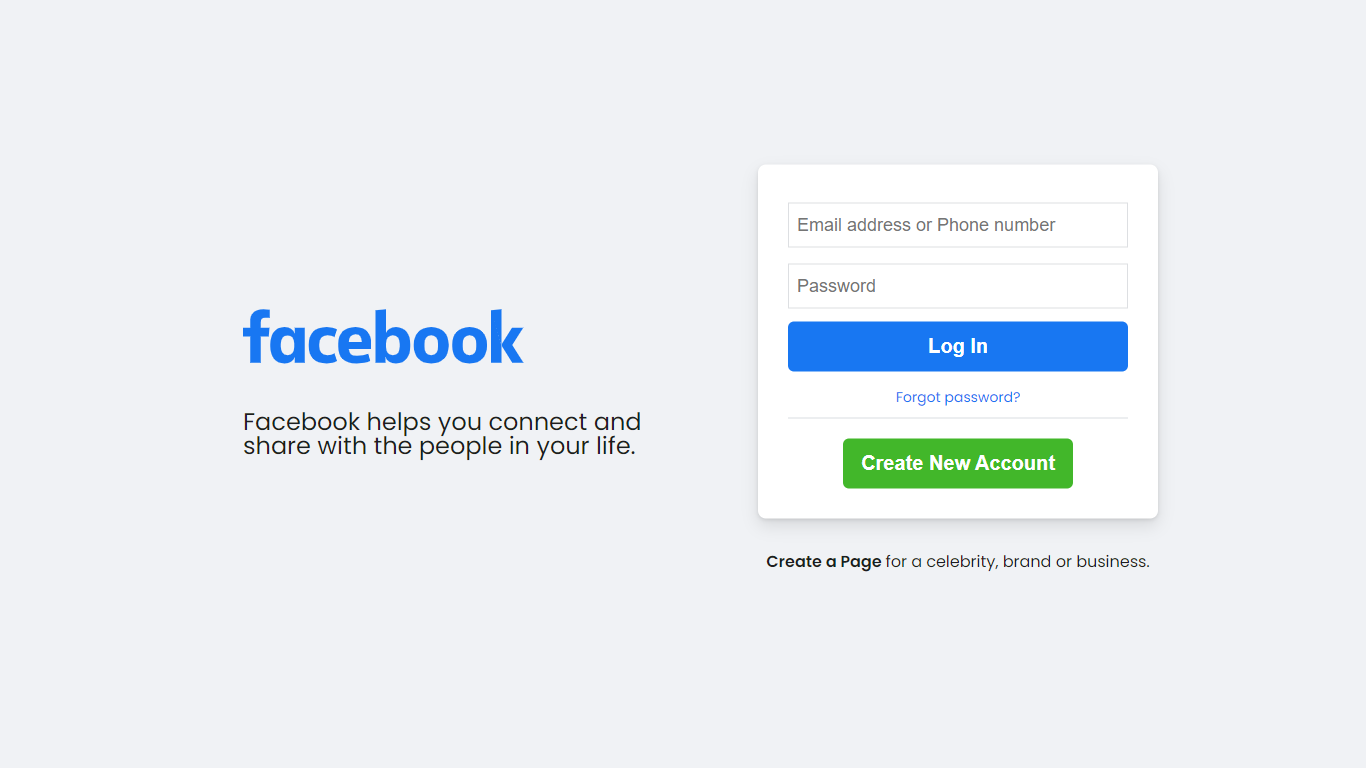 facebook
Facebook helps you connect and
share with the people in your life.
Email address or Phone number
Password
Log In
Forgot password?
Create New Account
Create a Page for a celebrity, brand or business.